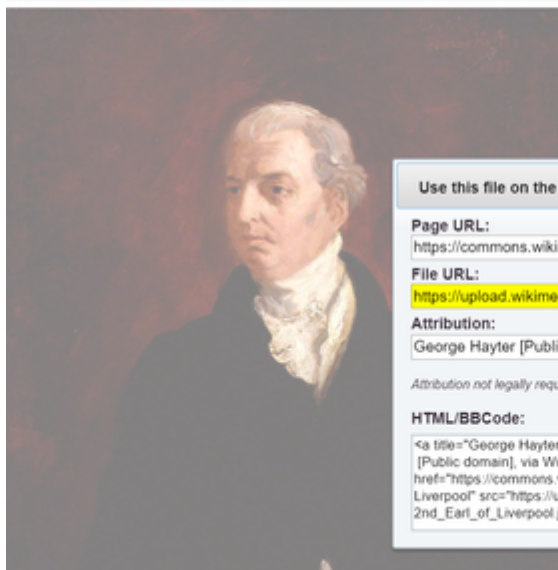 Use this file on the
Page URL:
https://commons.wiki
File URL:
https://upload.wikime
Attribution:
George Hayter [Publi
Attribution not legally requ
HTML/BBCode:
<a title="George Hayter
[Public domain], via Wi
href="https://commons.
Liverpool" src="https://u
2nd_Earl_of_Liverpool.j